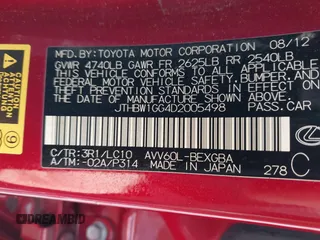 MFD.BY:TOYOTA MOTOR CORPORATION 08/12
GVWR 4740LB GAWR FR 2625LB RR 2540LB
THIS VEHICLE CONFORMS TO ALL APPLICABLE
FEDERAL MOTOR VEHICLE SAFETY, BUMPER, AND
THEFT PREVENTION STANDARDS IN EFFECT ON
THE DATE OF MANUFACTURE SHOWN ABOVE.
JTHBW1GG4D2005498 PASS.CAR
C/TR:3R1/LC10 AVV60L-BEXGBA
A/TM:-02A/P314 MADE IN JAPAN 278 C